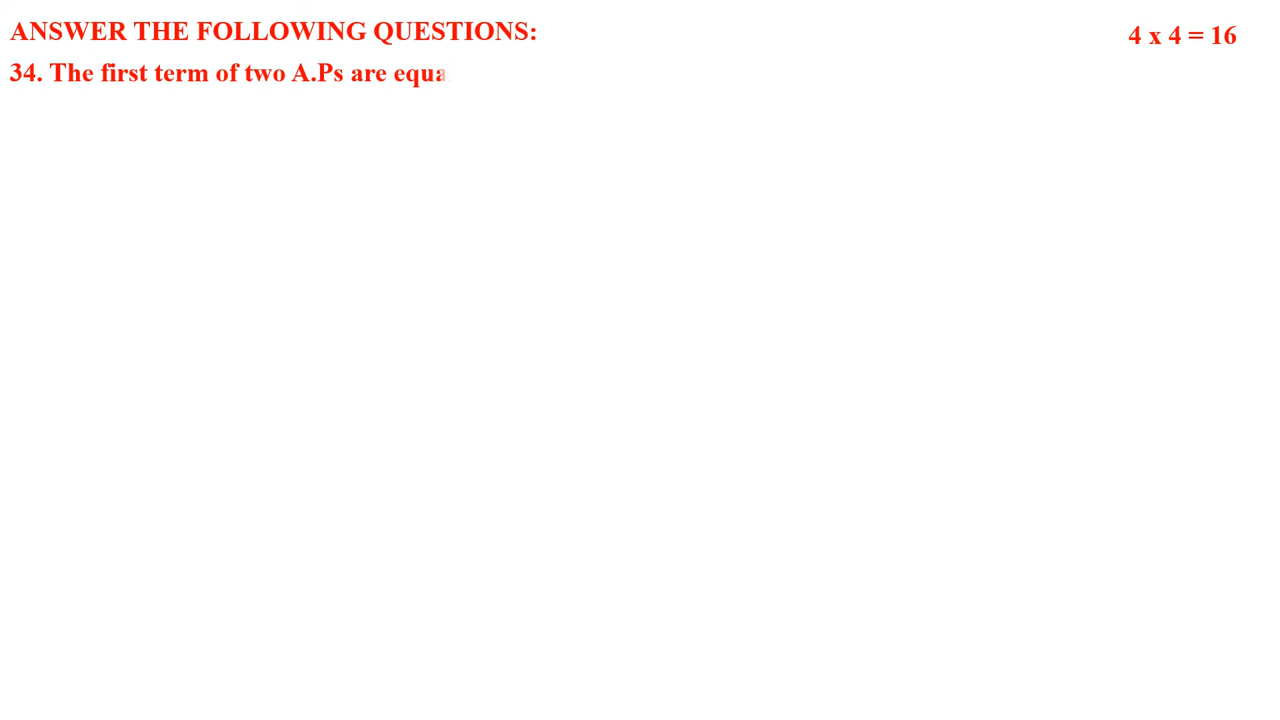 ANSWER THE FOLLOWING QUESTIONS:
4 x 4 = 16
34. The first term of two A.Ps are equa